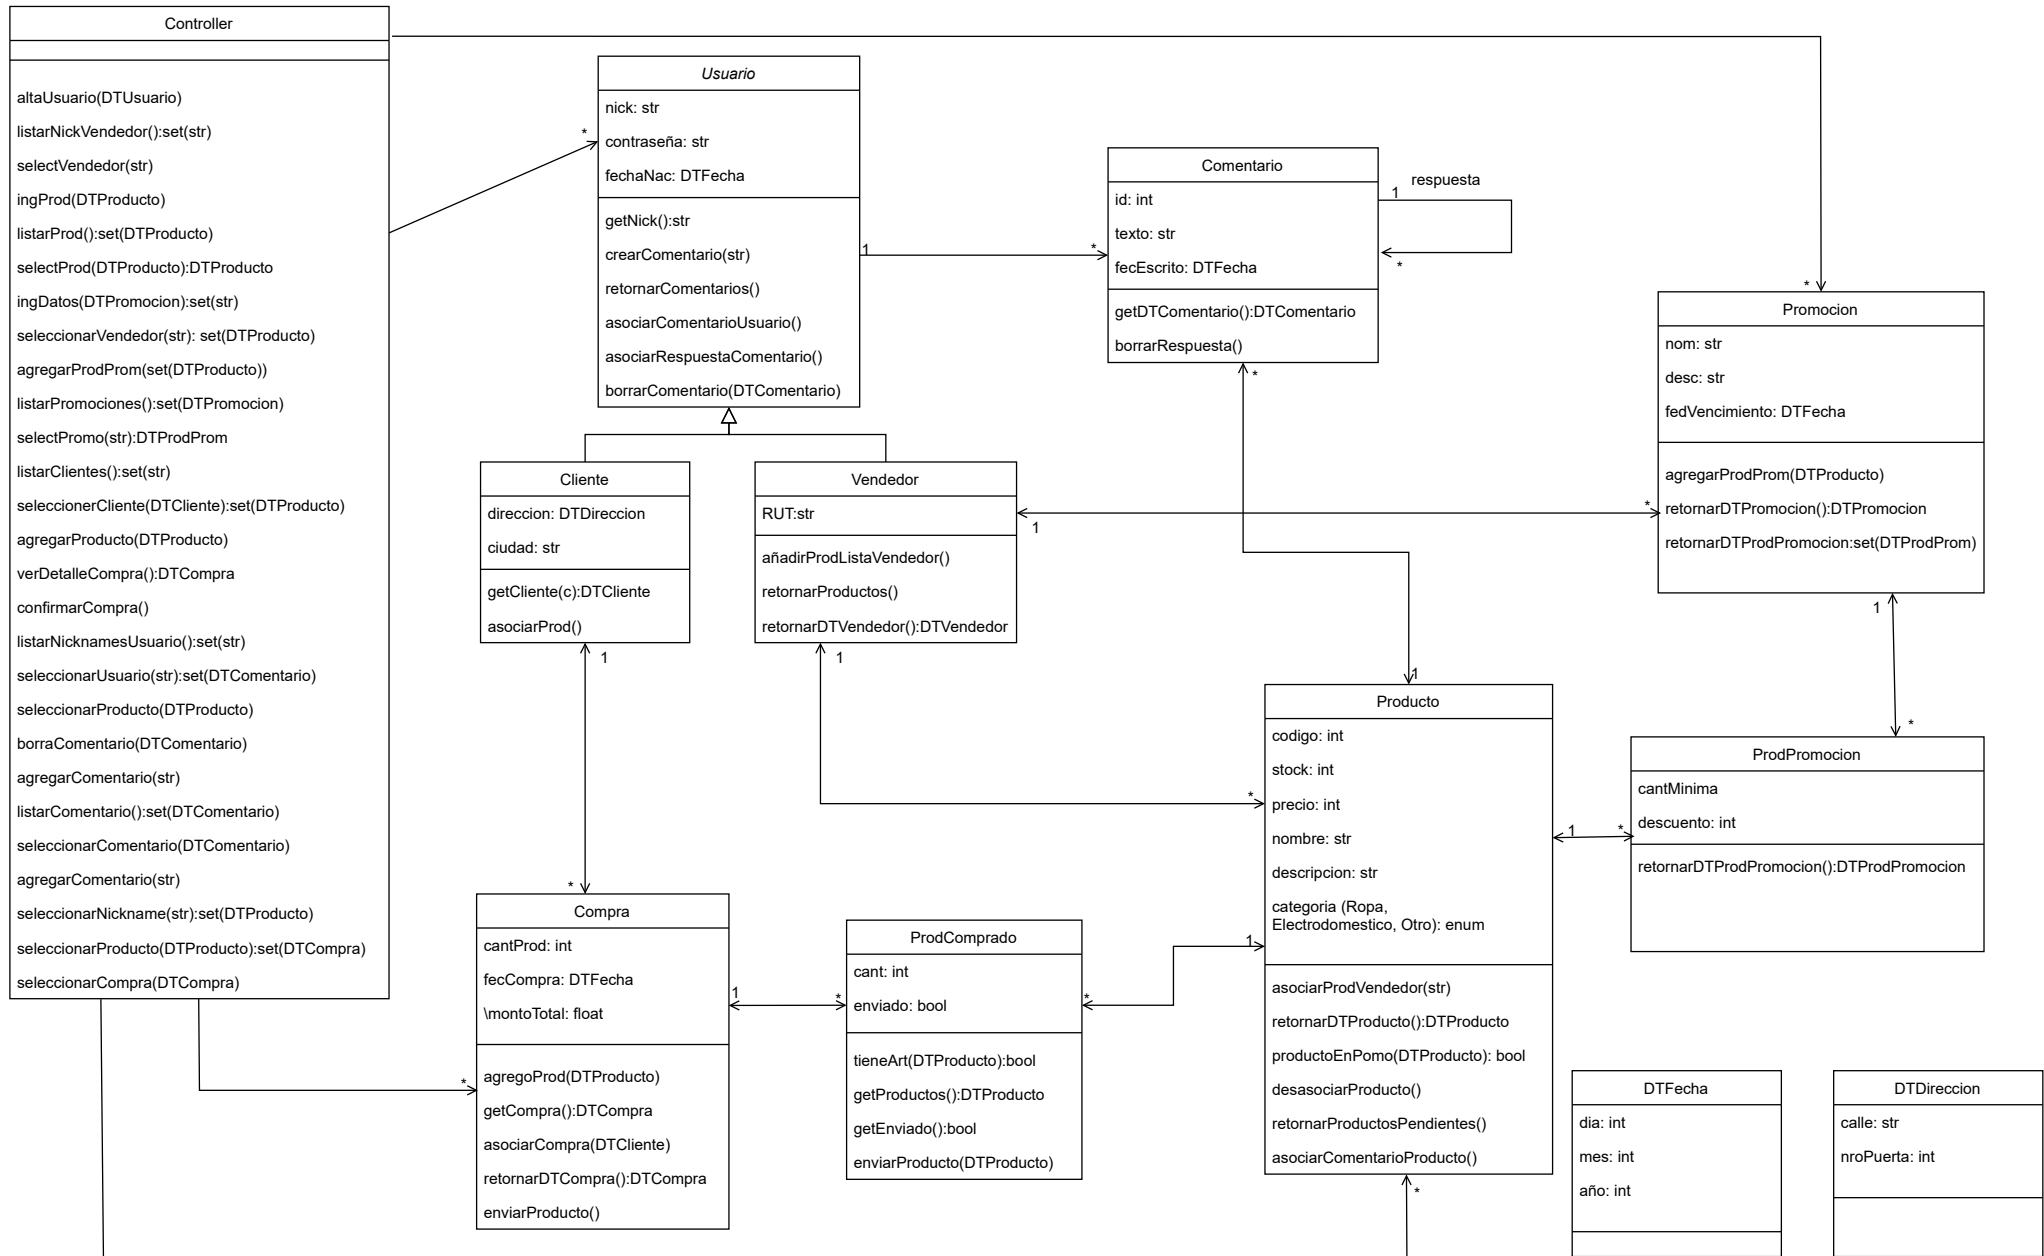 Controller
altaUsuario(DTUsuario)
listarNickVendedor():set(str)
selectVendedor(str)
ingProd(DTProducto)
listarProd():set(DTProducto)
selectProd(DTProducto):DTProducto
ingDatos(DTPromocion):set(str)
seleccionarVendedor(str): set(DTProducto)
agregarProdProm(set(DTProducto))
listarPromociones():set(DTPromocion)
selectPromo(str):DTProdProm
listarClientes():set(str)
seleccionerCliente(DTCliente):set(DTProducto)
agregarProducto(DTProducto)
verDetalleCompra():DTCompra
confirmarCompra()
listarNicknamesUsuario():set(str)
seleccionarUsuario(str):set(DTComentario)
seleccionarProducto(DTProducto)
borraComentario(DTComentario)
agregarComentario(str)
listarComentario():set(DTComentario)
seleccionarComentario(DTComentario)
agregarComentario(str)
seleccionarNickname(str):set(DTProducto)
seleccionarProducto(DTProducto):set(DTCompra)
seleccionarCompra(DTCompra)
*
Usuario
nick: str
contraseña: str
fechaNac: DTFecha
getNick():str
crearComentario(str)
retornarComentarios()
asociarComentarioUsuario()
asociarRespuestaComentario()
borrarComentario(DTComentario)
1
*
Comentario
id: int
texto: str
fecEscrito: DTFecha
getDTComentario():DTComentario
borrarRespuesta()
1
respuesta
*
*
*
Promocion
nom: str
desc: str
fedVencimiento: DTFecha
agregarProdProm(DTProducto)
retornarDTPromocion():DTPromocion
retornarDTProdPromocion:set(DTProdProm)
Cliente
direccion: DTDireccion
ciudad: str
getCliente(c):DTCliente
asociarProd()
1
Vendedor
RUT:str
añadirProdListaVendedor()
retornarProductos()
retornarDTVendedor():DTVendedor
1
*
1
1
*
1
*
Producto
codigo: int
stock: int
precio: int
nombre: str
descripcion: str
categoria (Ropa,
Electrodomestico, Otro): enum
asociarProdVendedor(str)
retornarDTProducto():DTProducto
productoEnPomo(DTProducto): bool
desasociarProducto()
retornarProductosPendientes()
asociarComentarioProducto()
*
1
*
ProdPromocion
cantMinima
descuento: int
retornarDTProdPromocion():DTProdPromocion
*
*
Compra
cantProd: int
fecCompra: DTFecha
\montoTotal: float
agregoProd(DTProducto)
getCompra():DTCompra
asociarCompra(DTCliente)
retornarDTCompra():DTCompra
enviarProducto()
1
*
ProdComprado
cant: int
enviado: bool
tieneArt(DTProducto):bool
getProductos():DTProducto
getEnviado():bool
enviarProducto(DTProducto)
*
1
DTFecha
dia: int
mes: int
año: int
DTDireccion
calle: str
nroPuerta: int